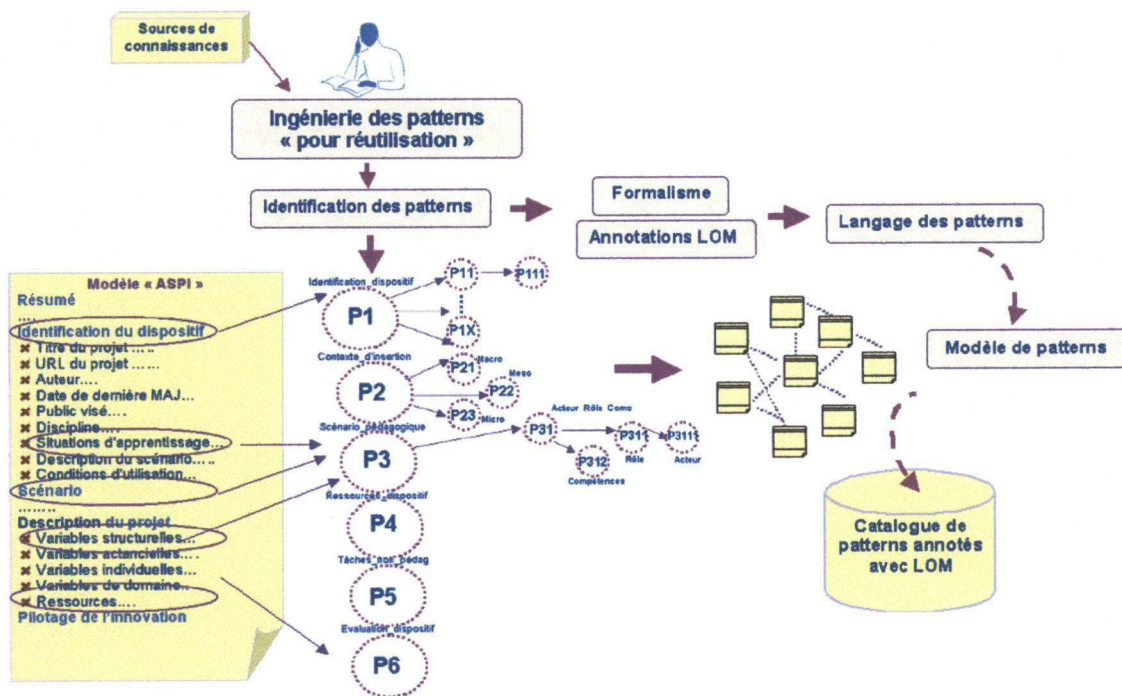 Sources de
connaissances
Ingénierie des patterns
« pour réutilisation »
Identification des patterns
Formalisme
Annotations LOM
Langage des patterns
Modèle de patterns
Catalogue de
patterns annotés
avec LOM
Modèle « ASPI »
Résumé
....
Identification du dispositif
Titre du projet .....
URL du projet ......
Auteur....
Date de dernière MAJ...
Public visé....
Discipline....
Situations d'apprentissage...
Description du scénario.....
Conditions d'utilisation...
Scénario
........
Description du projet
Variables structurelles...
Variables actancielles....
Variables individuelles...
Variables de domaine..
Ressources....
Pilotage de l'innovation
Identification_dispositif
P1
P11
P111
P1X
Contexte_d'insertion
P2
P21
Macro
P22
Meso
P23
Micro
Scénario_pédagogique
P3
Acteur Rôle Comp
P31
P311
Rôle
P3111
Acteur
P312
Compétences
Ressources_dispositif
P4
Tâches_non_pédag
P5
Evaluation_dispositif
P6